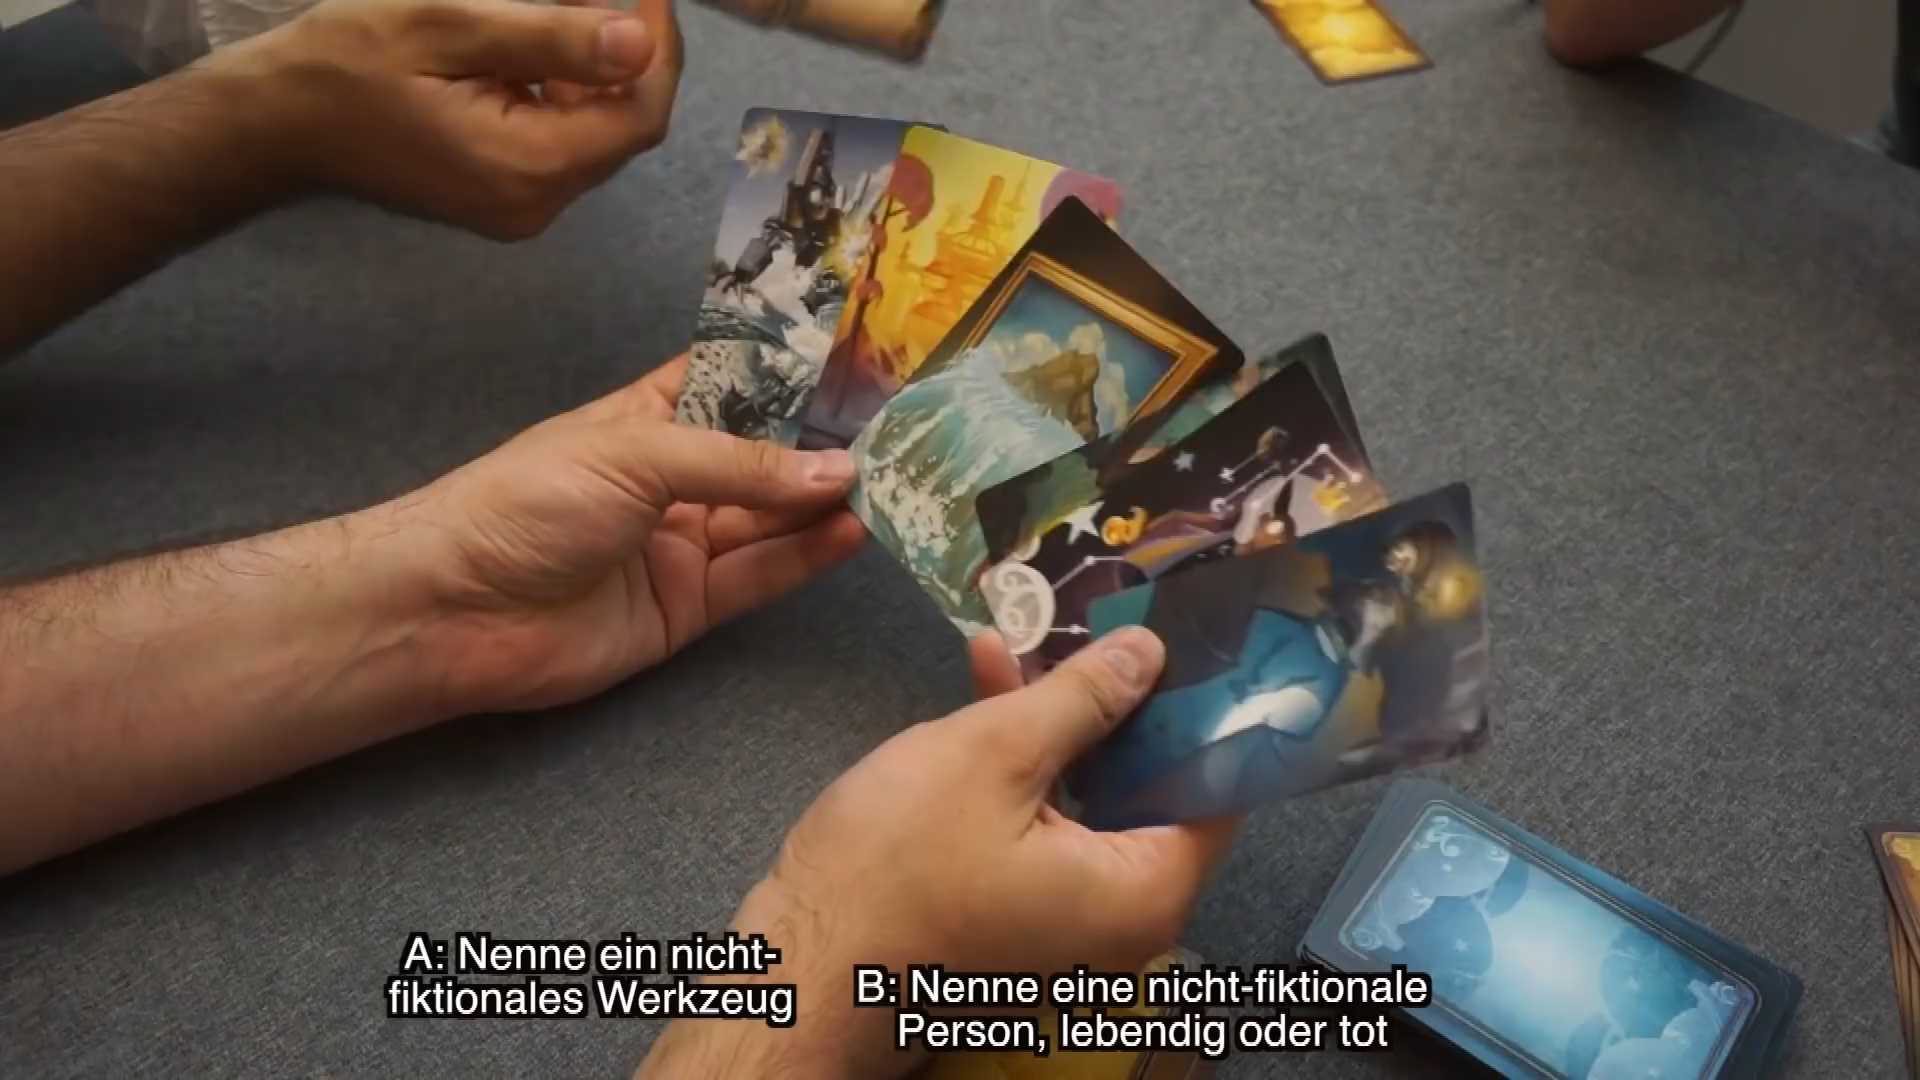 A: Nenne ein nicht-
fiktionales Werkzeug
B: Nenne eine nicht-fiktionale
Person, lebendig oder tot